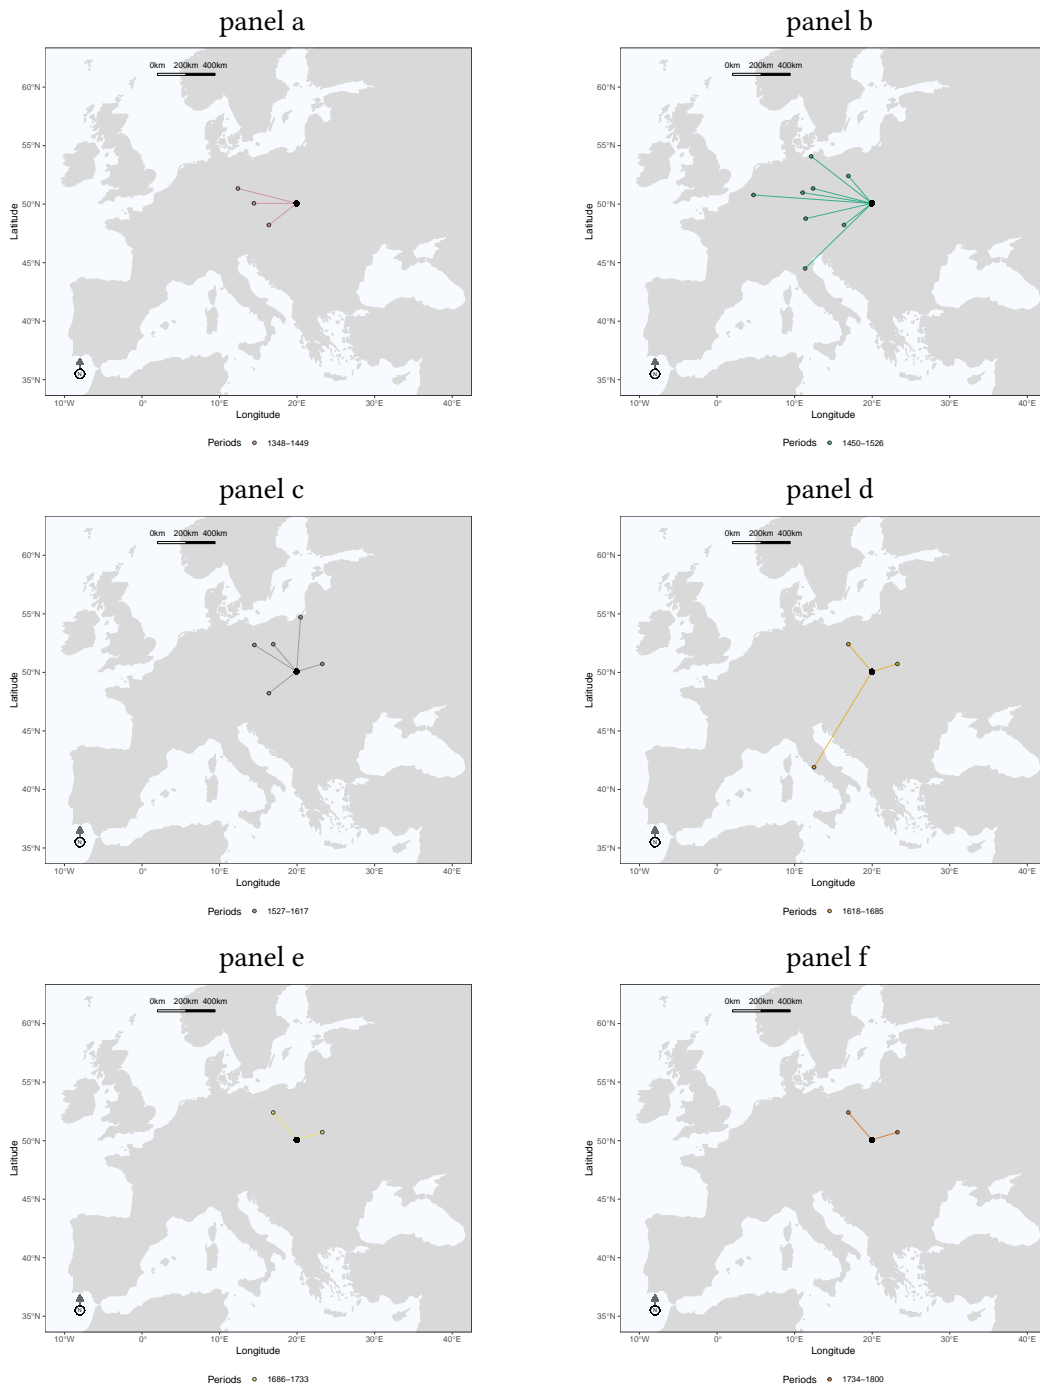 panel a
0km 200km 400km
60°N
55°N
50°N
45°N
40°N
35°N
Latitude
N
10°W 0° 10°E 20°E 30°E 40°E
Longitude
Periods 1348–1449
panel b
0km 200km 400km
60°N
55°N
50°N
45°N
40°N
35°N
Latitude
N
10°W 0° 10°E 20°E 30°E 40°E
Longitude
Periods 1450–1526
panel c
0km 200km 400km
60°N
55°N
50°N
45°N
40°N
35°N
Latitude
N
10°W 0° 10°E 20°E 30°E 40°E
Longitude
Periods 1527–1617
panel d
0km 200km 400km
60°N
55°N
50°N
45°N
40°N
35°N
Latitude
N
10°W 0° 10°E 20°E 30°E 40°E
Longitude
Periods 1618–1685
panel e
0km 200km 400km
60°N
55°N
50°N
45°N
40°N
35°N
Latitude
N
10°W 0° 10°E 20°E 30°E 40°E
Longitude
Periods 1686–1733
panel f
0km 200km 400km
60°N
55°N
50°N
45°N
40°N
35°N
Latitude
N
10°W 0° 10°E 20°E 30°E 40°E
Longitude
Periods 1734–1800